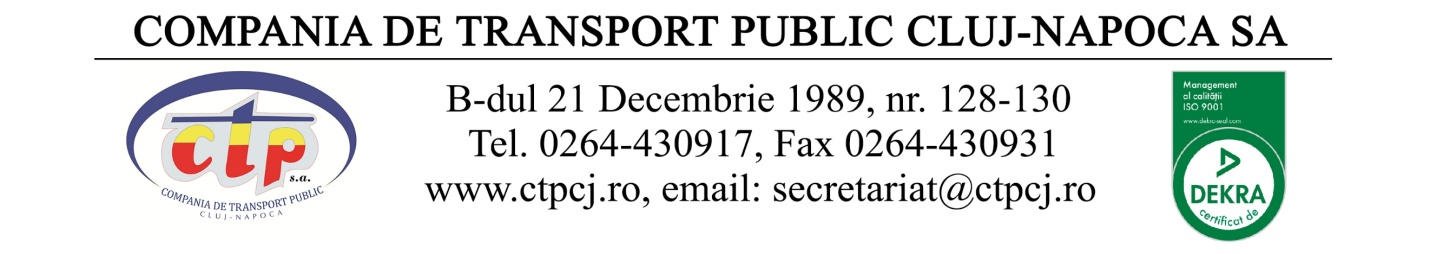 COMPANIA DE TRANSPORT PUBLIC CLUJ-NAPOCA SA
ctp
s.a.
COMPANIA DE TRANSPORT PUBLIC
CLUJ-NAPOCA
B-dul 21 Decembrie 1989, nr. 128-130
Tel. 0264-430917, Fax 0264-430931
www.ctpcj.ro, email: secretariat@ctpcj.ro
Management
al calității
ISO 9001
www.dekra-seal.com
DEKRA
certificat de